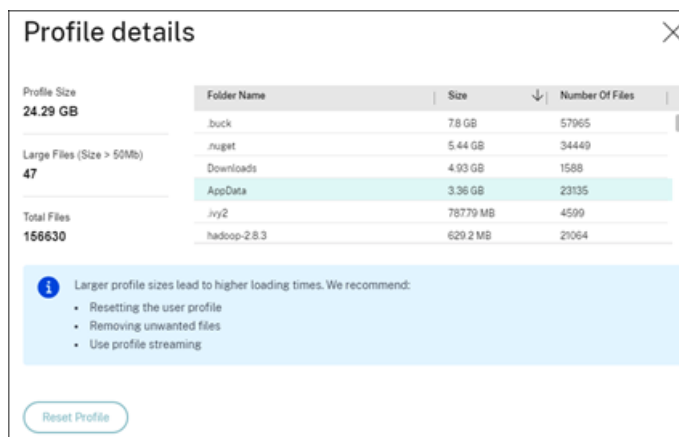 Profile details
Profile Size
24.29 GB
Large Files (Size > 50Mb)
47
Total Files
156630
Folder Name Size Number Of Files
.buck 7.8 GB 57965
.nuget 5.44 GB 34449
Downloads 4.93 GB 1588
AppData 3.36 GB 23135
.ivy2 787.79 MB 4599
hadoop-2.8.3 629.2 MB 21064
Larger profile sizes lead to higher loading times. We recommend:
• Resetting the user profile
• Removing unwanted files
• Use profile streaming
Reset Profile